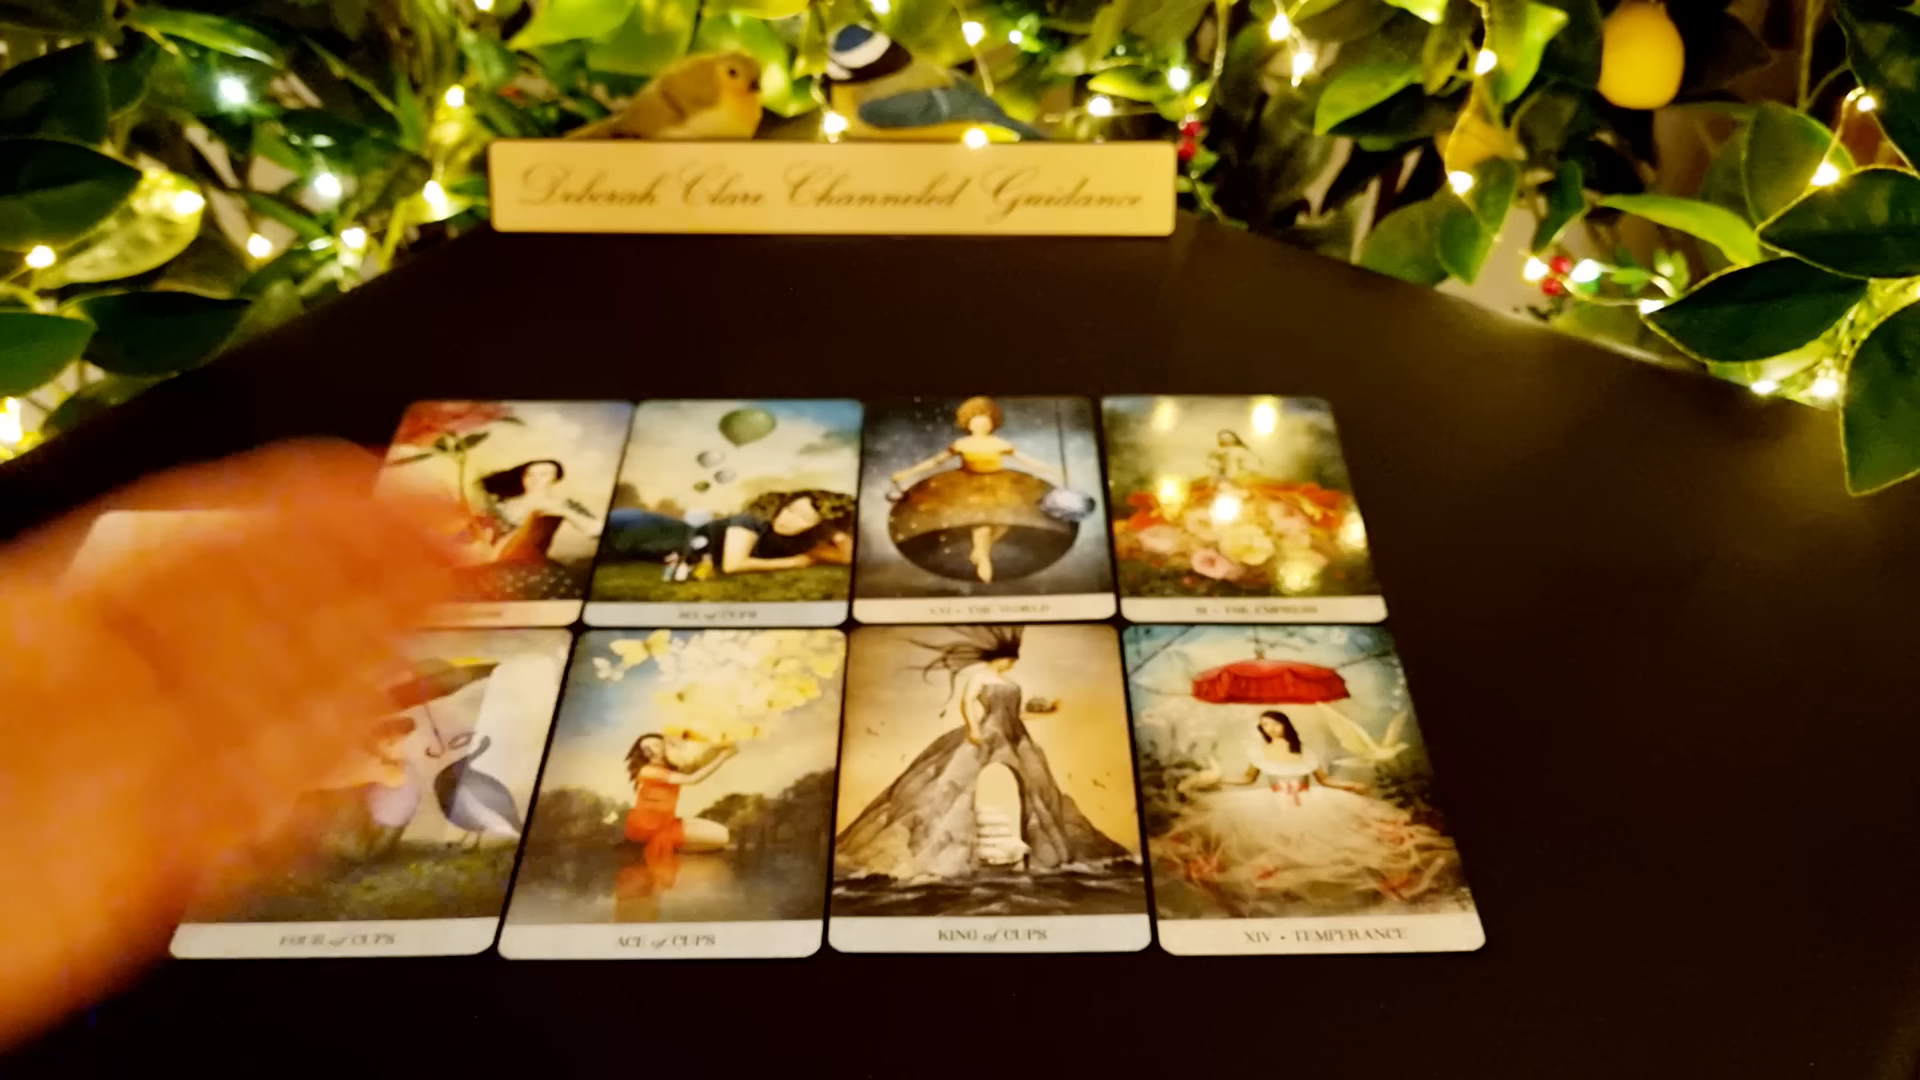 Deborah Clare Channeled Guidance
SIX of CUPS
XXI • THE WORLD
III • THE EMPRESS
FOUR of CUPS
ACE of CUPS
KING of CUPS
XIV • TEMPERANCE